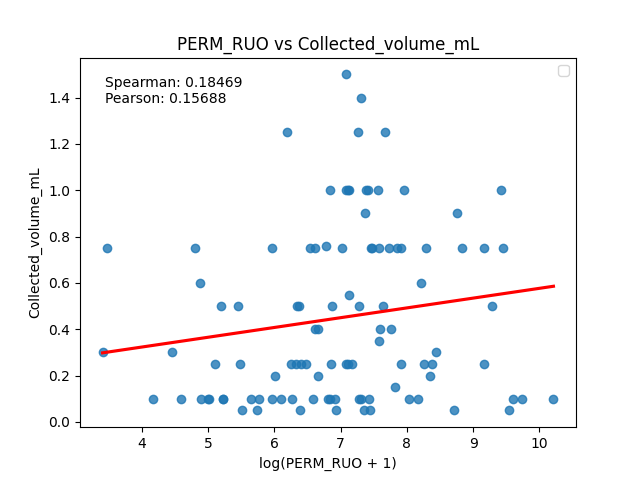 PERM_RUO vs Collected_volume_mL
Spearman: 0.18469
Pearson: 0.15688
1.4
1.2
1.0
0.8
0.6
0.4
0.2
0.0
Collected_volume_mL
4 5 6 7 8 9 10
log(PERM_RUO + 1)